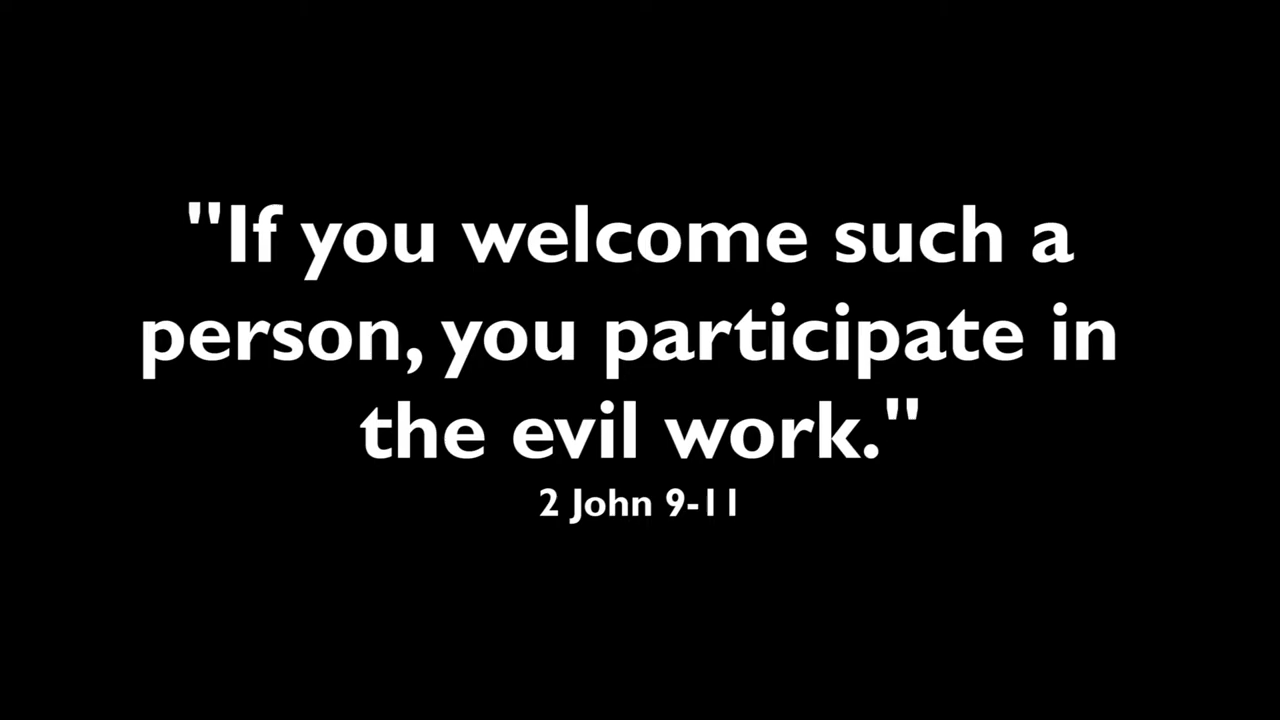 "If you welcome such a
person, you participate in
the evil work."
2 John 9-11